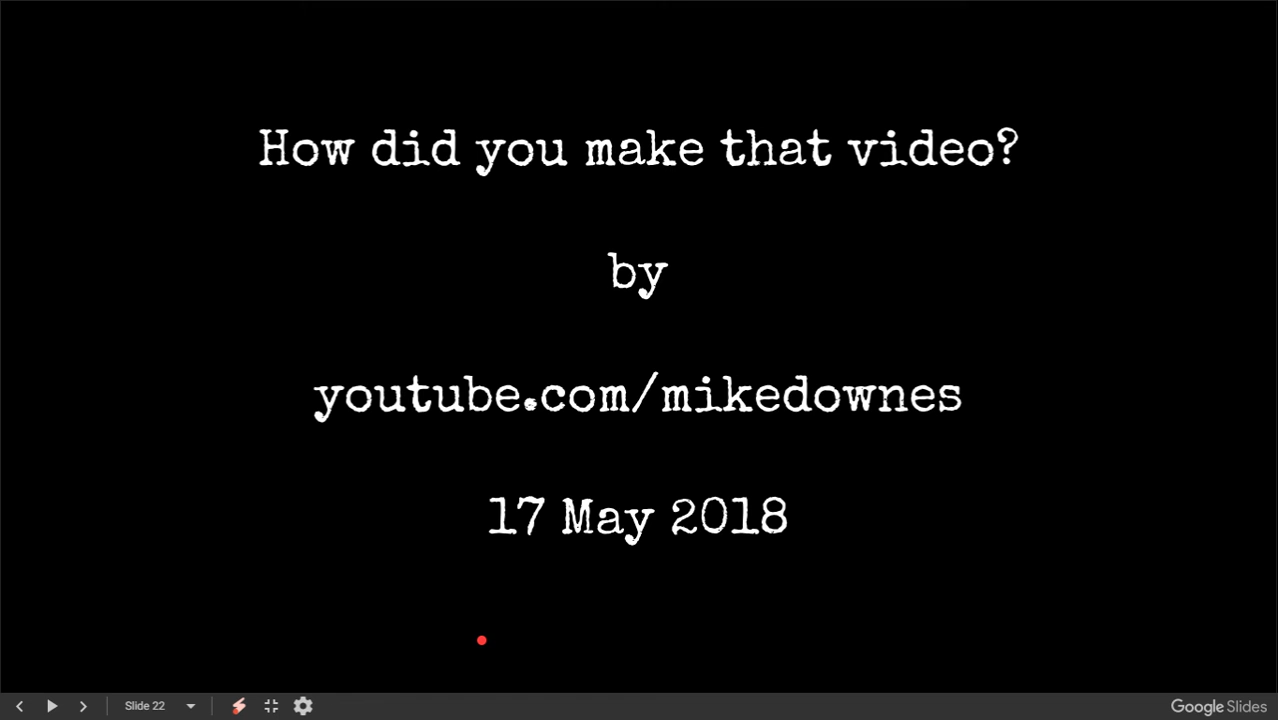 How did you make that video?
by
youtube.com/mikedownes
17 May 2018
Slide 22
Google Slides